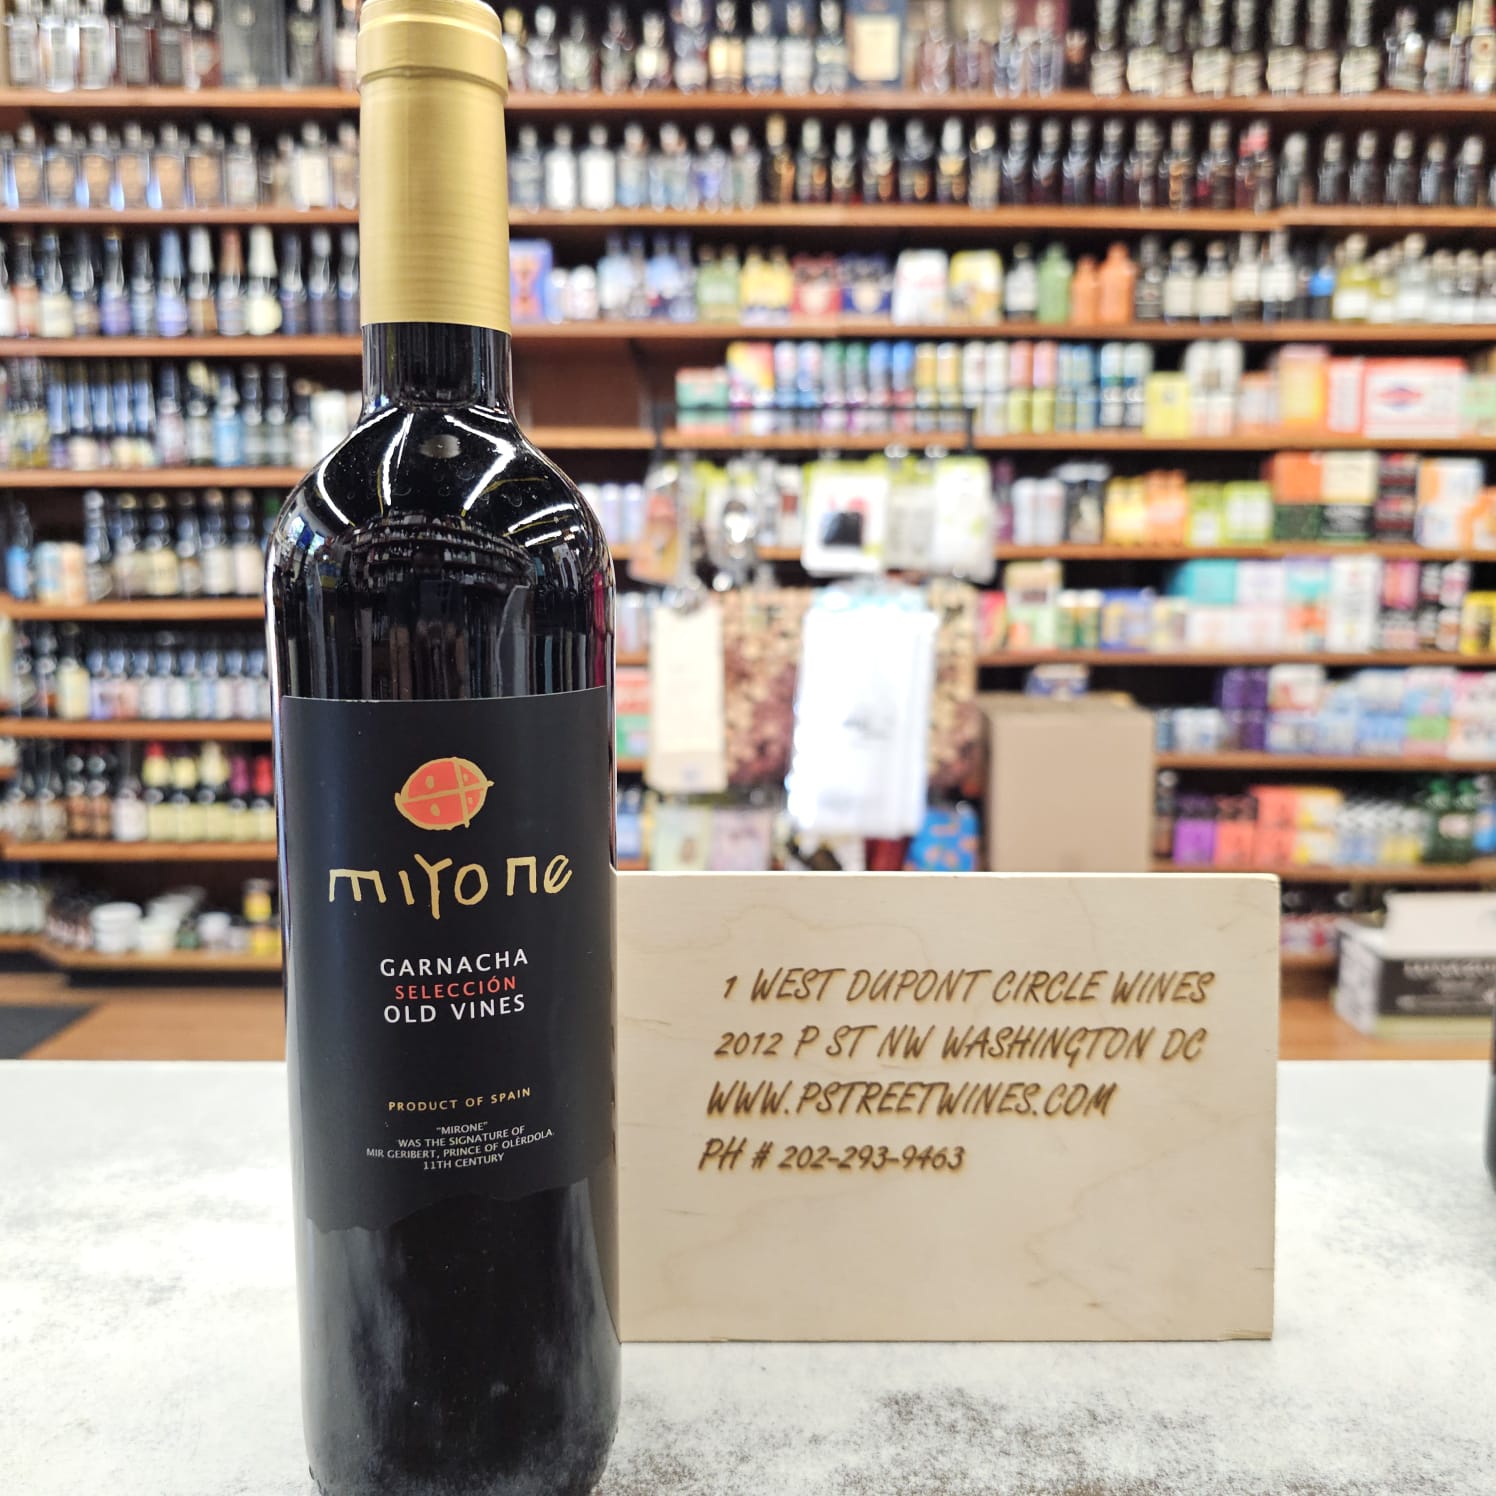 mirone
GARNACHA
SELECCIÓN
OLD VINES
PRODUCT OF SPAIN
"MIRONE"
WAS THE SIGNATURE OF
MIR GERIBERT, PRINCE OF OLÈRDOLA,
11TH CENTURY
1 WEST DUPONT CIRCLE WINES
2012 P ST NW WASHINGTON DC
WWW.PSTREETWINES.COM
PH # 202-293-9463